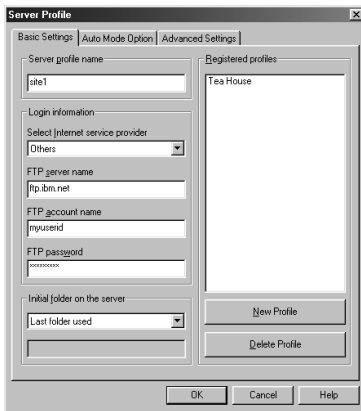 Server Profile
Basic Settings
Auto Mode Option
Advanced Settings
Server profile name
site1
Login information
Select Internet service provider
Others
FTP server name
ftp.ibm.net
FTP account name
myuserid
FTP password
xxxxxxxxx
Initial folder on the server
Last folder used
Registered profiles
Tea House
New Profile
Delete Profile
OK
Cancel
Help